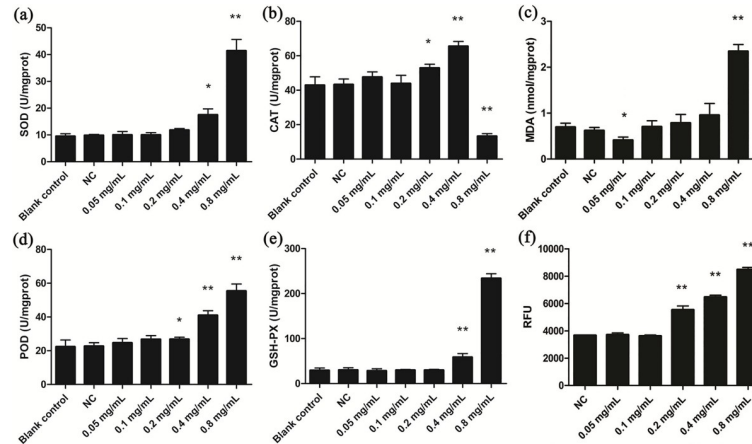 (a)
SOD (U/mgprot)
50
40
30
20
10
0
*
**
Blank control
NC
0.05 mg/mL
0.1 mg/mL
0.2 mg/mL
0.4 mg/mL
0.8 mg/mL
(b)
CAT (U/mgprot)
80
60
40
20
0
*
**
**
Blank control
NC
0.05 mg/mL
0.1 mg/mL
0.2 mg/mL
0.4 mg/mL
0.8 mg/mL
(c)
MDA (nmol/mgprot)
3
2
1
0
*
**
Blank control
NC
0.05 mg/mL
0.1 mg/mL
0.2 mg/mL
0.4 mg/mL
0.8 mg/mL
(d)
POD (U/mgprot)
80
60
40
20
0
*
**
**
Blank control
NC
0.05 mg/mL
0.1 mg/mL
0.2 mg/mL
0.4 mg/mL
0.8 mg/mL
(e)
GSH-PX (U/mgprot)
300
200
100
0
**
**
Blank control
NC
0.05 mg/mL
0.1 mg/mL
0.2 mg/mL
0.4 mg/mL
0.8 mg/mL
(f)
RFU
10000
8000
6000
4000
2000
0
**
**
**
NC
0.05 mg/mL
0.1 mg/mL
0.2 mg/mL
0.4 mg/mL
0.8 mg/mL